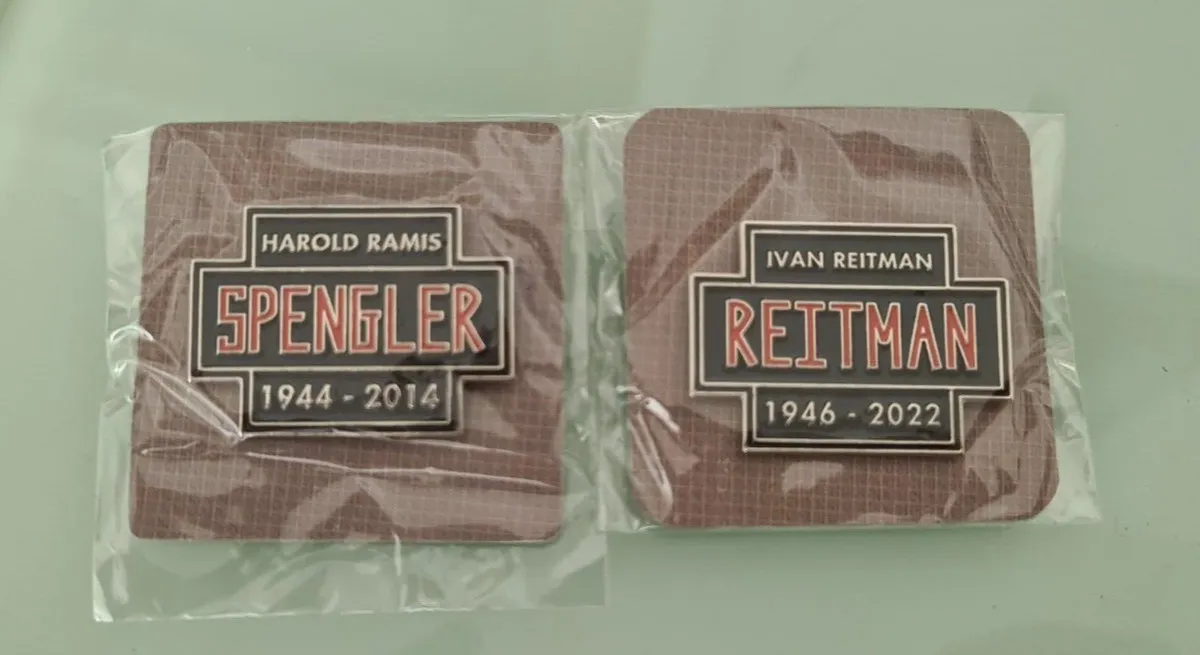 HAROLD RAMIS
SPENGLER
1944 - 2014
IVAN REITMAN
REITMAN
1946 - 2022